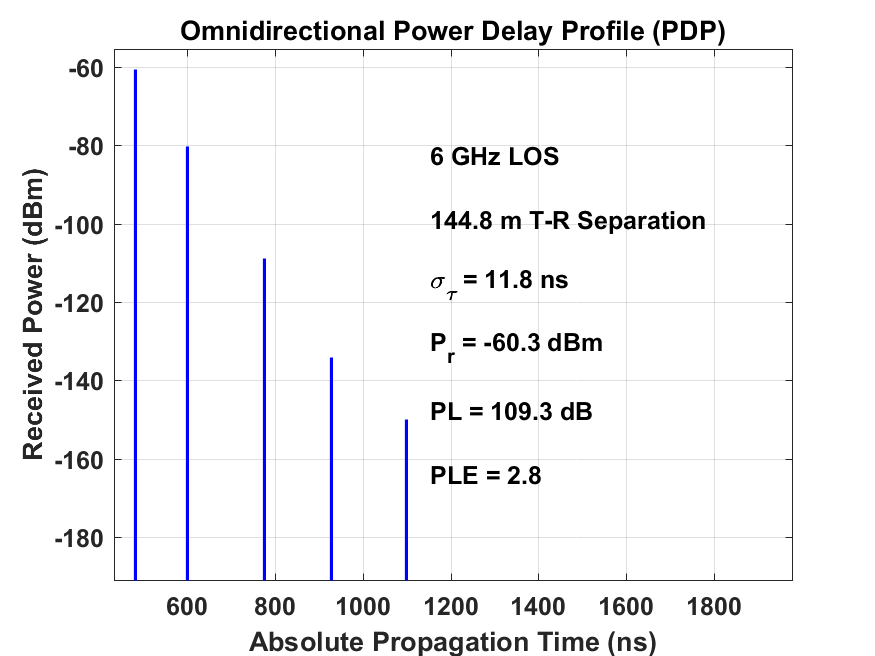 Omnidirectional Power Delay Profile (PDP)
Received Power (dBm)
-60
-80
-100
-120
-140
-160
-180
6 GHz LOS
144.8 m T-R Separation
σ_τ = 11.8 ns
P_r = -60.3 dBm
PL = 109.3 dB
PLE = 2.8
600 800 1000 1200 1400 1600 1800
Absolute Propagation Time (ns)